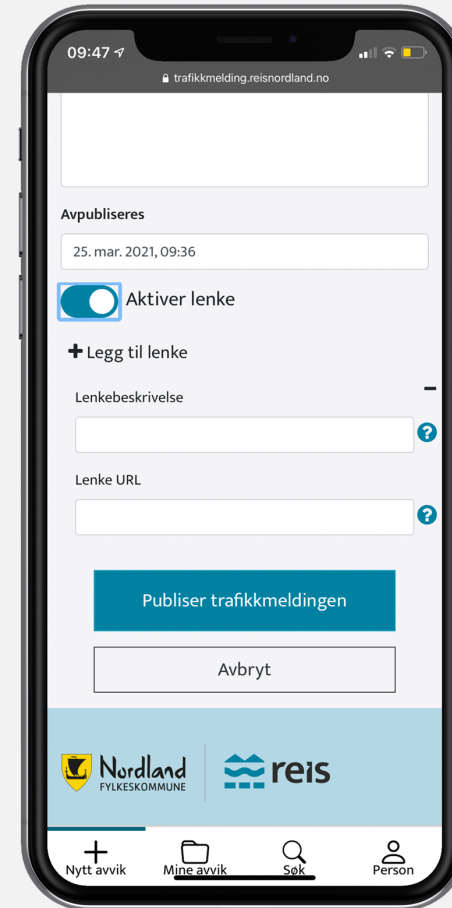 09:47
trafikkmelding.reisnordland.no
Avpubliseres
25. mar. 2021, 09:36
Aktiver lenke
Legg til lenke
Lenkebeskrivelse
?
Lenke URL
?
Publiser trafikkmeldingen
Avbryt
Nordland
FYLKESKOMMUNE
reis
Nytt avvik
Mine avvik
Søk
Person